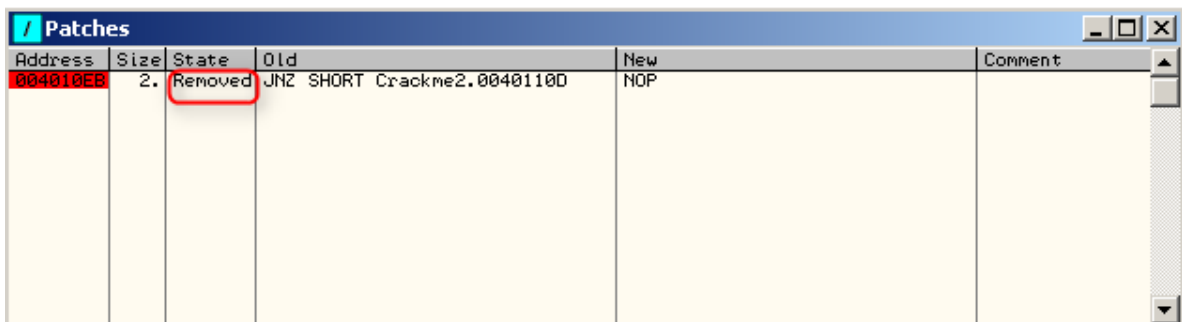 / Patches
Address Size State Old New Comment
004010EB 2. Removed JNZ SHORT Crackme2.0040110D NOP